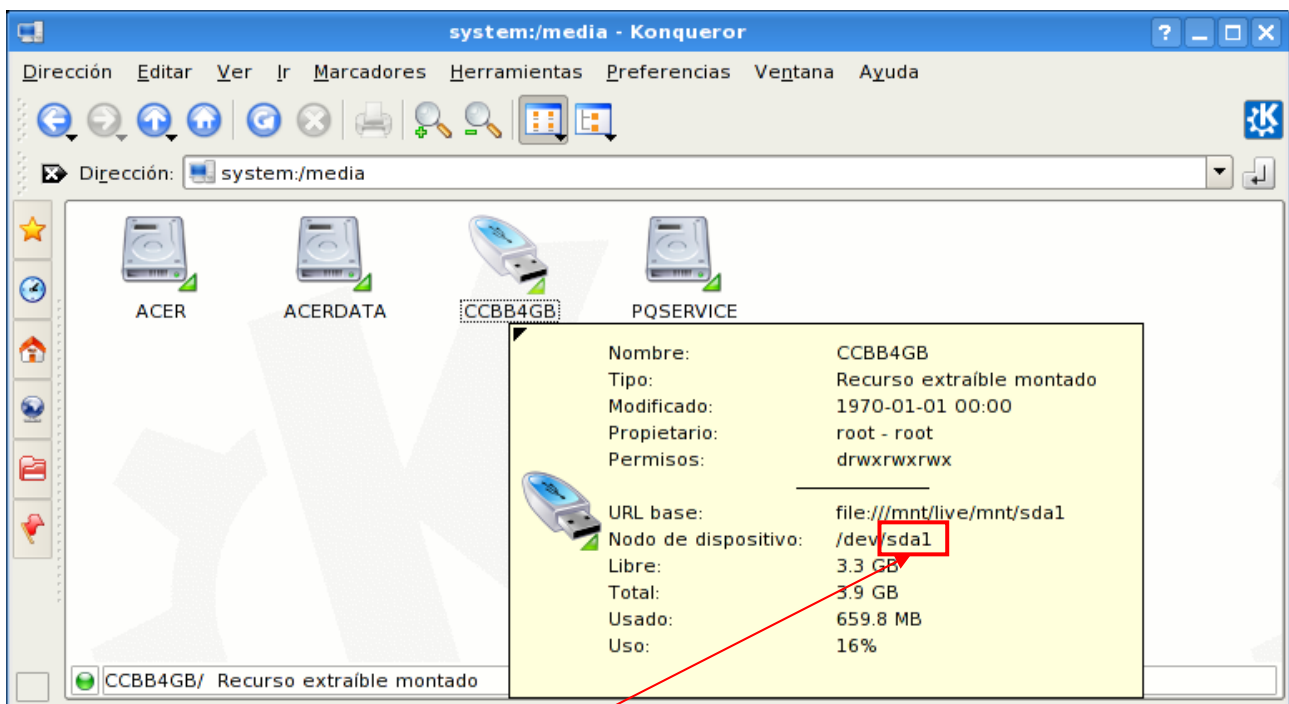 system:/media - Konqueror
Dirección Editar Ver Ir Marcadores Herramientas Preferencias Ventana Ayuda
Dirección: system:/media
ACER ACERDATA CCBB4GB PQSERVICE
Nombre: CCBB4GB
Tipo: Recurso extraíble montado
Modificado: 1970-01-01 00:00
Propietario: root - root
Permisos: drwxrwxrwx
URL base: file:///mnt/live/mnt/sda1
Nodo de dispositivo: /dev/sda1
Libre: 3.3 GB
Total: 3.9 GB
Usado: 659.8 MB
Uso: 16%
CCBB4GB/ Recurso extraíble montado